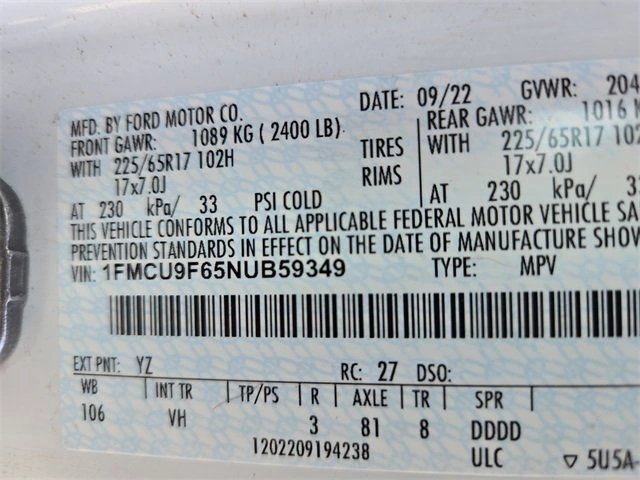 MFD. BY FORD MOTOR CO. DATE: 09/22 GVWR: 204
FRONT GAWR: 1089 KG ( 2400 LB) REAR GAWR: 1016 K
WITH 225/65R17 102H TIRES WITH 225/65R17 102
17x7.0J RIMS 17x7.0J
AT 230 kPa/ 33 PSI COLD AT 230 kPa/ 33
THIS VEHICLE CONFORMS TO ALL APPLICABLE FEDERAL MOTOR VEHICLE SA
PREVENTION STANDARDS IN EFFECT ON THE DATE OF MANUFACTURE SHOW
VIN: 1FMCU9F65NUB59349 TYPE: MPV
EXT PNT: YZ RC: 27 DSO:
WB INT TR TP/PS R AXLE TR SPR
106 VH 3 81 8 DDDD
1202209194238 ULC ▽ 5U5A-